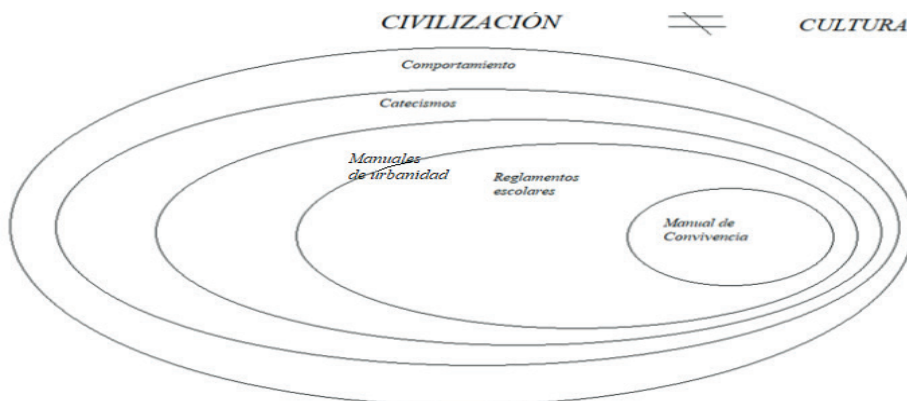 CIVILIZACIÓN ≠ CULTURA
Comportamiento
Catecismos
Manuales
de urbanidad
Reglamentos
escolares
Manual de
Convivencia